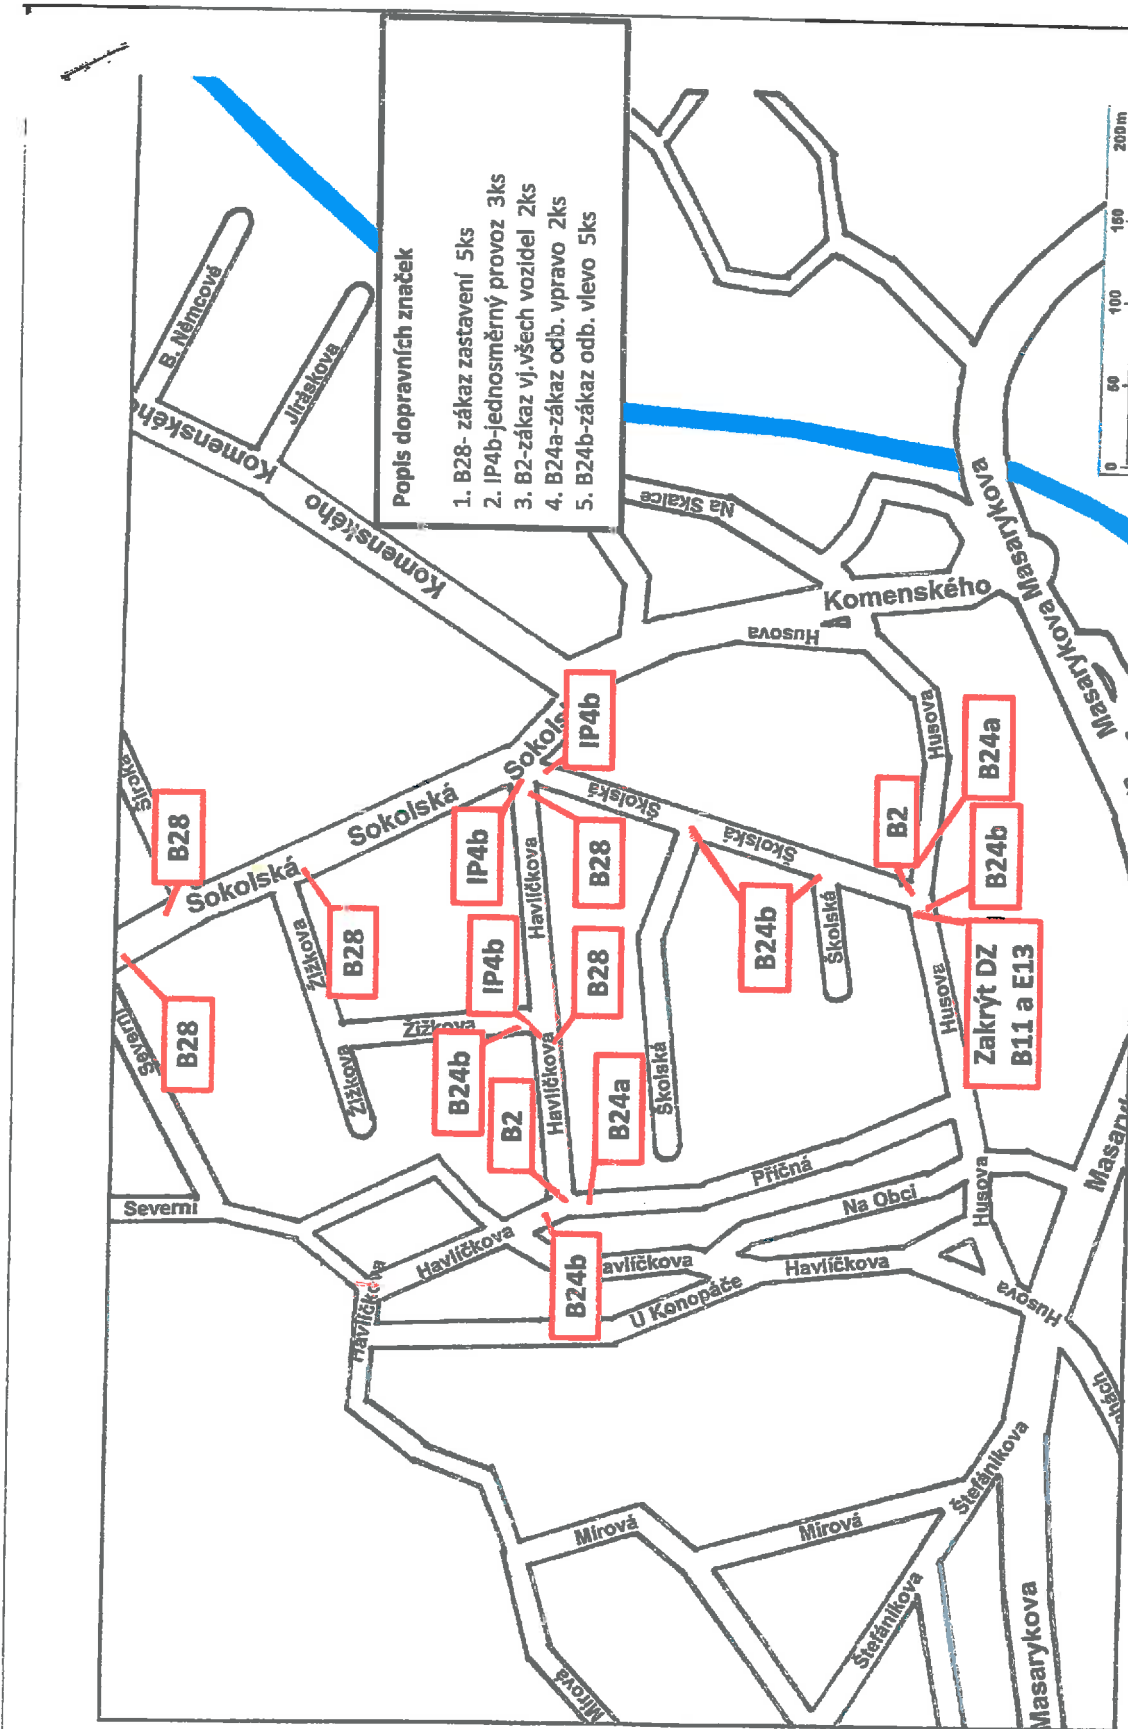 Popis dopravních značek
1. B28- zákaz zastavení 5ks
2. IP4b-jednosměrný provoz 3ks
3. B2-zákaz vj.všech vozidel 2ks
4. B24a-zákaz odb. vpravo 2ks
5. B24b-zákaz odb. vlevo 5ks
B. Němcové
Jiráskova
Komenského
Komenského
Na Skalce
Komenského
Husova
Masarykova
Masarykova
Masarykova
0
50
100
150
200m
B28
Sokolská
Sokolská
B28
B28
Severní
Žižkova
Žižkova
Žižkova
IP4b
IP4b
Školská
Školská
Havlíčkova
B28
IP4b
B28
B24b
Havlíčkova
B2
B24a
B24b
Školská
Školská
B24b
Husova
B2
B24a
B24b
Zakrýt DZ
B11 a E13
Husova
Příčná
Na Obci
Husova
Havlíčkova
Havlíčkova
avlíčkova
Havlíčkova
U Konopáče
Husova
Mírová
Mírová
Mírová
Štefánikova
Štefánikova
Masarykova